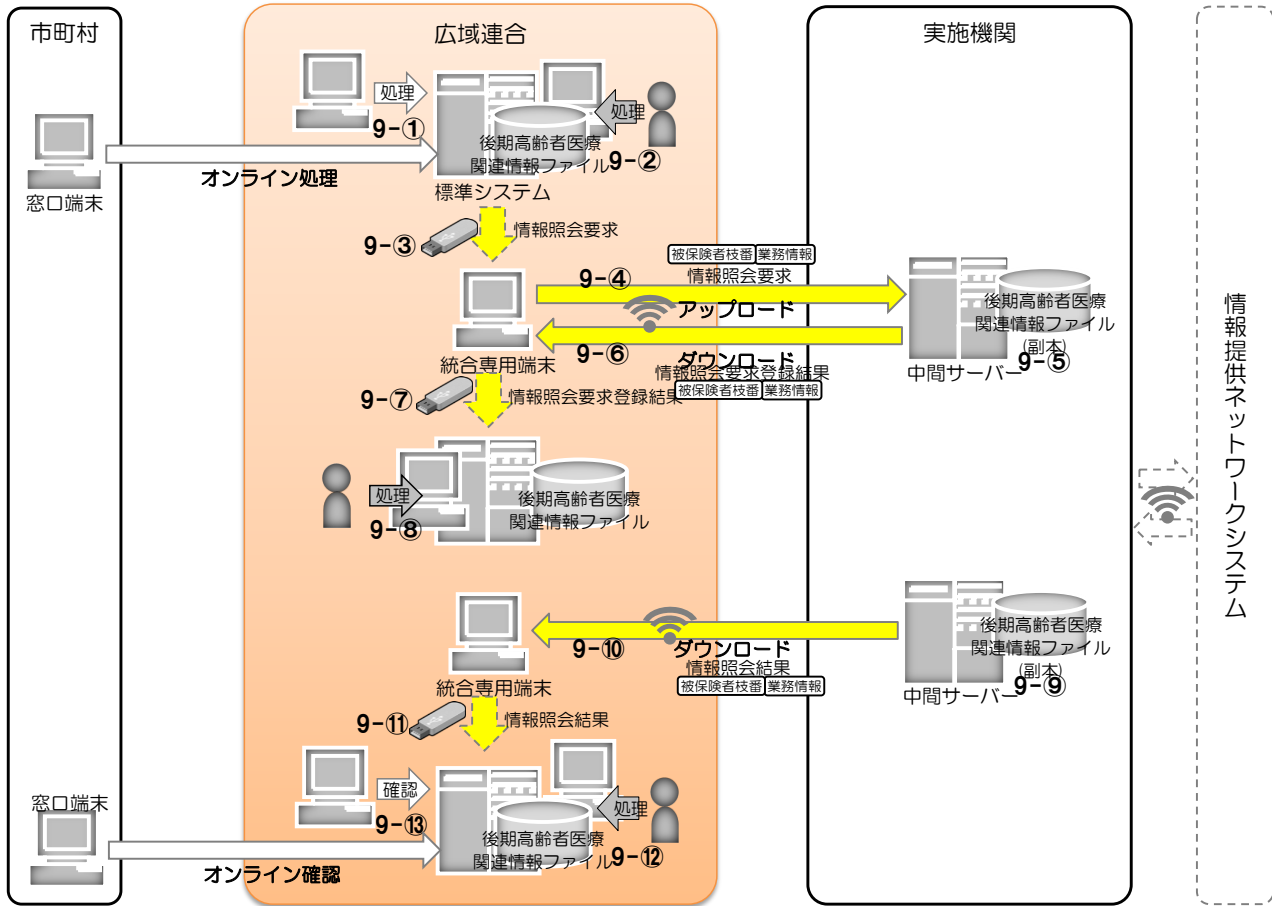 市町村
広域連合
実施機関
処理
9-①
処理
後期高齢者医療
関連情報ファイル
9-②
オンライン処理
窓口端末
標準システム
9-③
情報照会要求
被保険者枝番 業務情報
情報照会要求
9-④
アップロード
後期高齢者医療
関連情報ファイル
(副本)
9-⑤
中間サーバー
9-⑥
ダウンロード
情報照会要求登録結果
被保険者枝番 業務情報
統合専用端末
9-⑦
情報照会要求登録結果
処理
9-⑧
後期高齢者医療
関連情報ファイル
情報提供ネットワークシステム
9-⑩
ダウンロード
情報照会結果
被保険者枝番 業務情報
後期高齢者医療
関連情報ファイル
(副本)
9-⑨
中間サーバー
統合専用端末
9-⑪
情報照会結果
確認
9-⑬
処理
後期高齢者医療
関連情報ファイル
9-⑫
窓口端末
オンライン確認